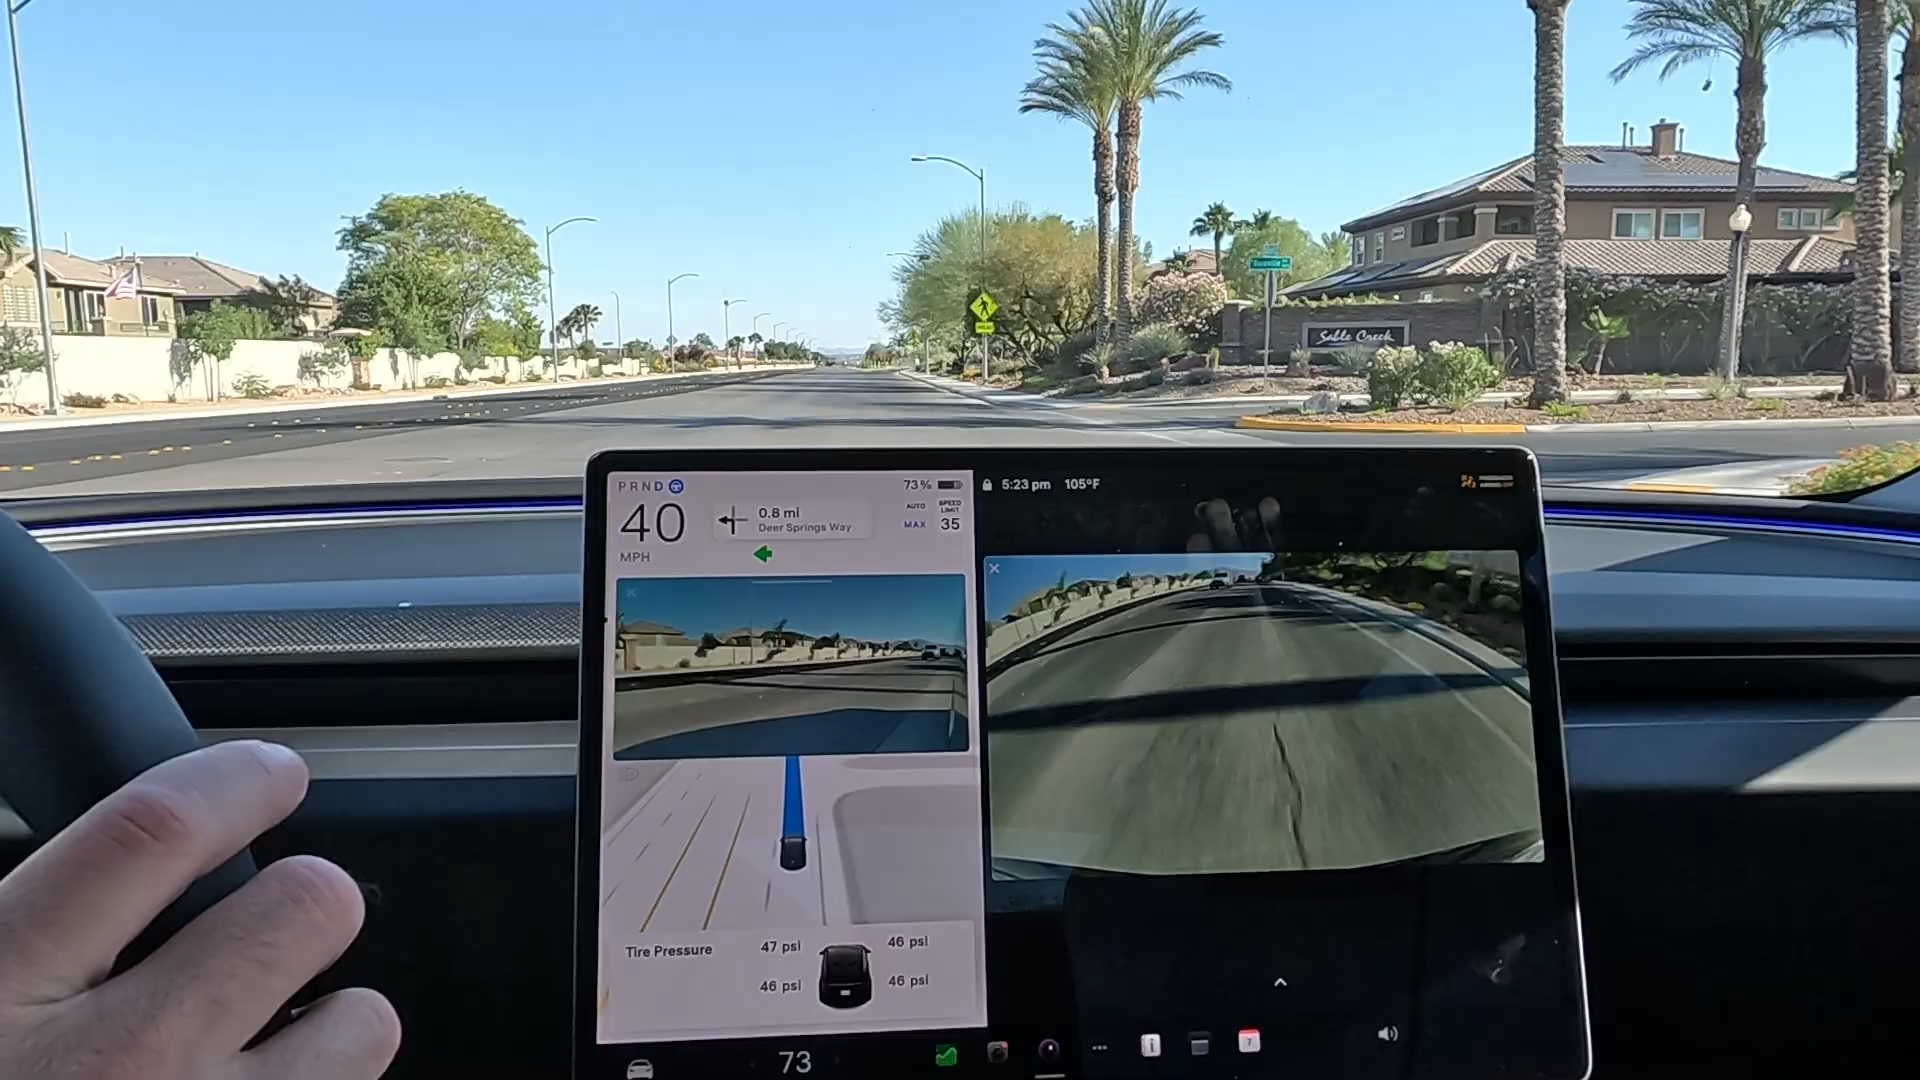 Sable Creek
PRND
73%
5:23 pm
105°F
40
MPH
0.8 mi
Deer Springs Way
AUTO
MAX
SPEED
LIMIT
35
Tire Pressure
47 psi
46 psi
46 psi
46 psi
73
7